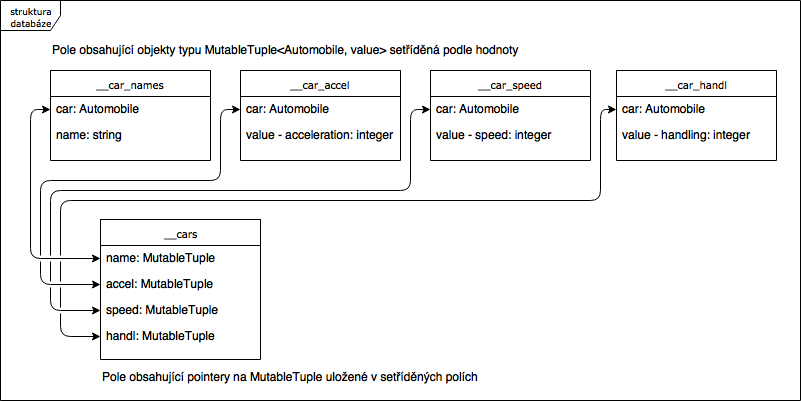 struktura
databáze
Pole obsahující objekty typu MutableTuple<Automobile, value> setříděná podle hodnoty
__car_names
car: Automobile
name: string
__car_accel
car: Automobile
value - acceleration: integer
__car_speed
car: Automobile
value - speed: integer
__car_handl
car: Automobile
value - handling: integer
__cars
name: MutableTuple
accel: MutableTuple
speed: MutableTuple
handl: MutableTuple
Pole obsahující pointery na MutableTuple uložené v setříděných polích